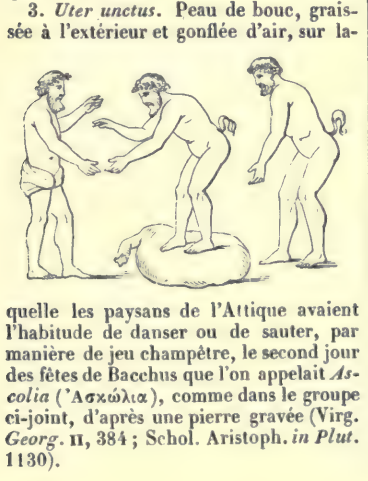 3. Uter unctus. Peau de bouc, grais-
sée à l'extérieur et gonflée d'air, sur la-
quelle les paysans de l'Attique avaient
l'habitude de danser ou de sauter, par
manière de jeu champêtre, le second jour
des fêtes de Bacchus que l'on appelait As-
colia (Ἀσκώλια), comme dans le groupe
ci-joint, d'après une pierre gravée (Virg.
Georg. II, 384 ; Schol. Aristoph. in Plut.
1130).